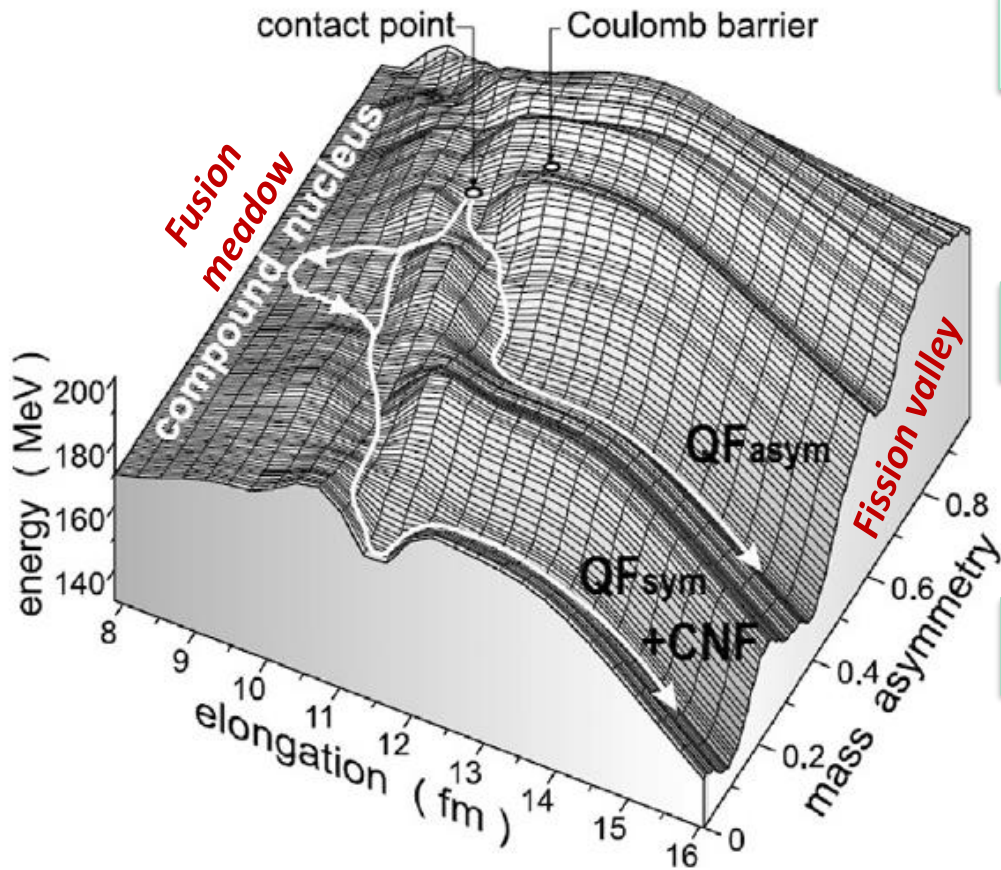 contact point
Coulomb barrier
Fusion
meadow
compound nucleus
energy ( MeV )
200
180
160
140
8
9
10
11
12
13
14
15
16
elongation ( fm )
QFasym
QFsym
+CNF
Fission valley
0.8
0.6
0.4
0.2
0
mass asymmetry